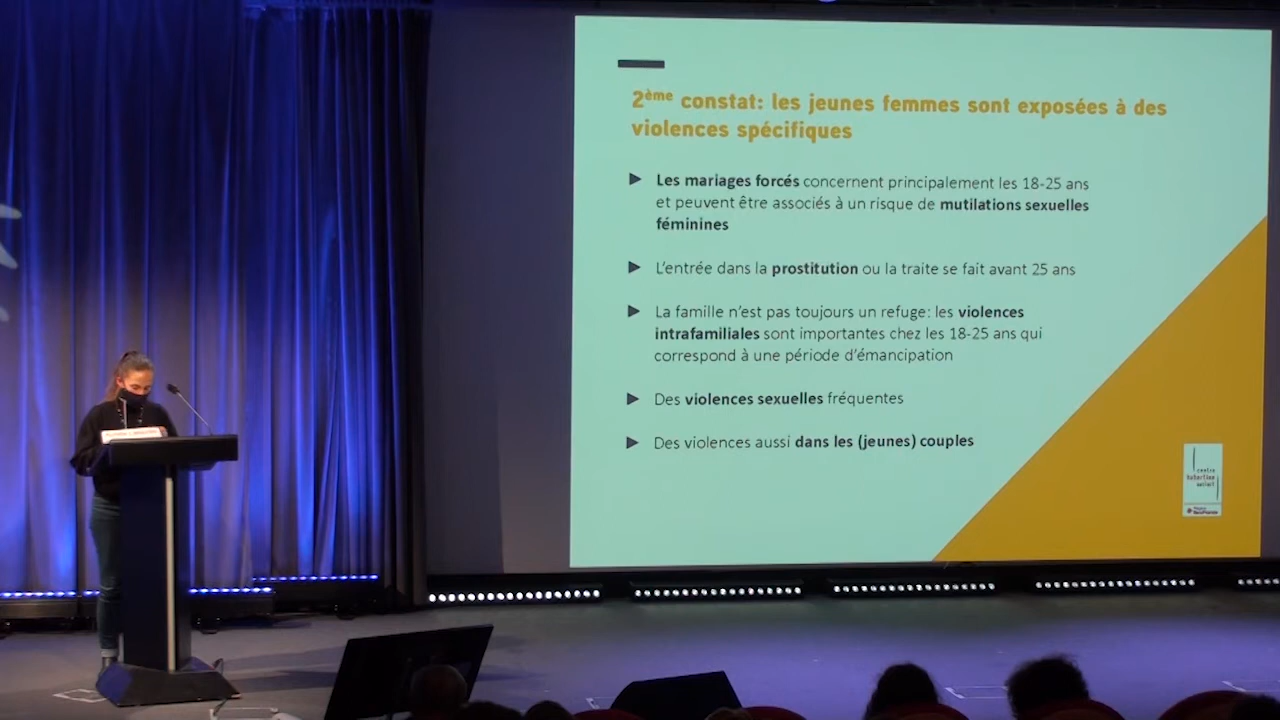 2ème constat: les jeunes femmes sont exposées à des
violences spécifiques
Les mariages forcés concernent principalement les 18-25 ans
et peuvent être associés à un risque de mutilations sexuelles
féminines
L'entrée dans la prostitution ou la traite se fait avant 25 ans
La famille n'est pas toujours un refuge: les violences
intrafamiliales sont importantes chez les 18-25 ans qui
correspond à une période d'émancipation
Des violences sexuelles fréquentes
Des violences aussi dans les (jeunes) couples
centre
hubertine
auclert